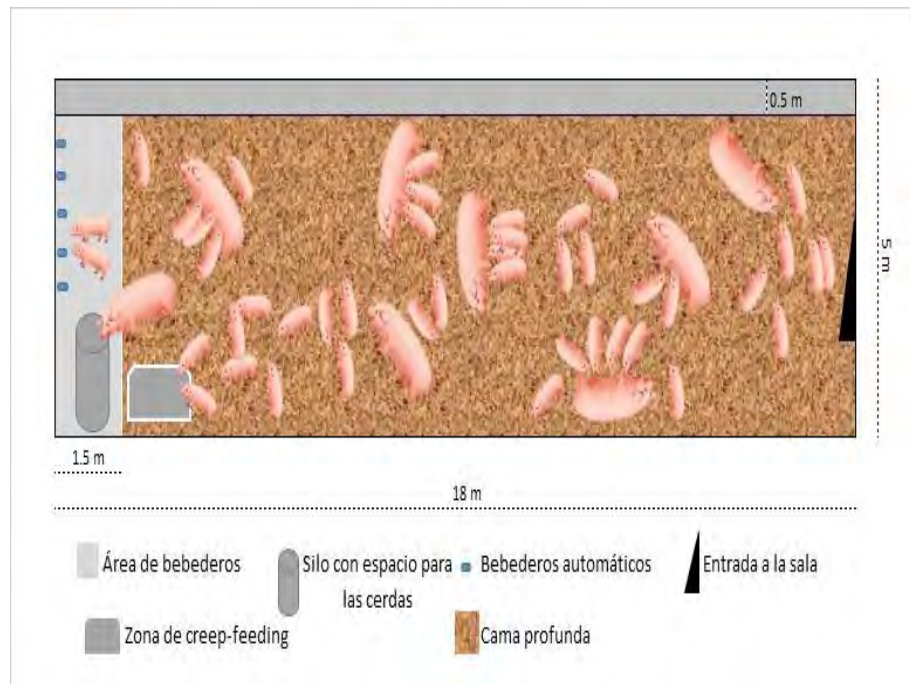 0.5 m
5 m
1.5 m
18 m
Área de bebederos
Silo con espacio para
las cerdas
Bebederos automáticos
Entrada a la sala
Zona de creep-feeding
Cama profunda